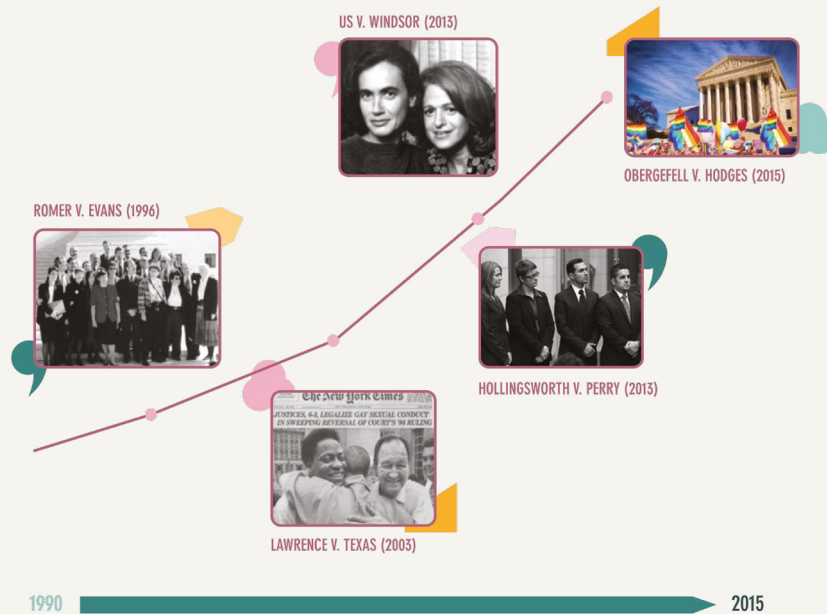 US V. WINDSOR (2013)
OBERGEFELL V. HODGES (2015)
ROMER V. EVANS (1996)
HOLLINGSWORTH V. PERRY (2013)
The New York Times
JUSTICES, 6-3, LEGALIZE GAY SEXUAL CONDUCT
IN SWEEPING REVERSAL OF COURT'S '86 RULING
LAWRENCE V. TEXAS (2003)
1990
2015